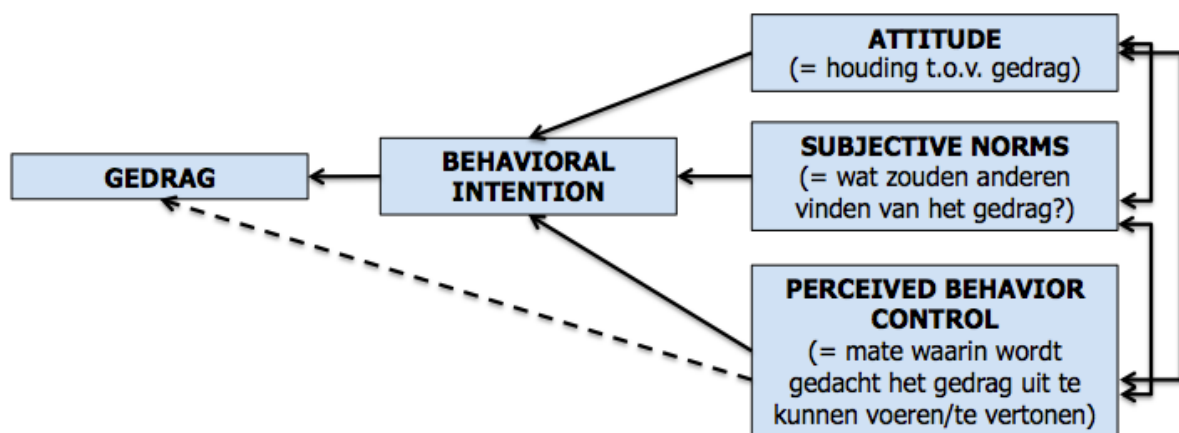 ATTITUDE
(= houding t.o.v. gedrag)
SUBJECTIVE NORMS
(= wat zouden anderen
vinden van het gedrag?)
BEHAVIORAL
INTENTION
GEDRAG
PERCEIVED BEHAVIOR
CONTROL
(= mate waarin wordt
gedacht het gedrag uit te
kunnen voeren/te vertonen)